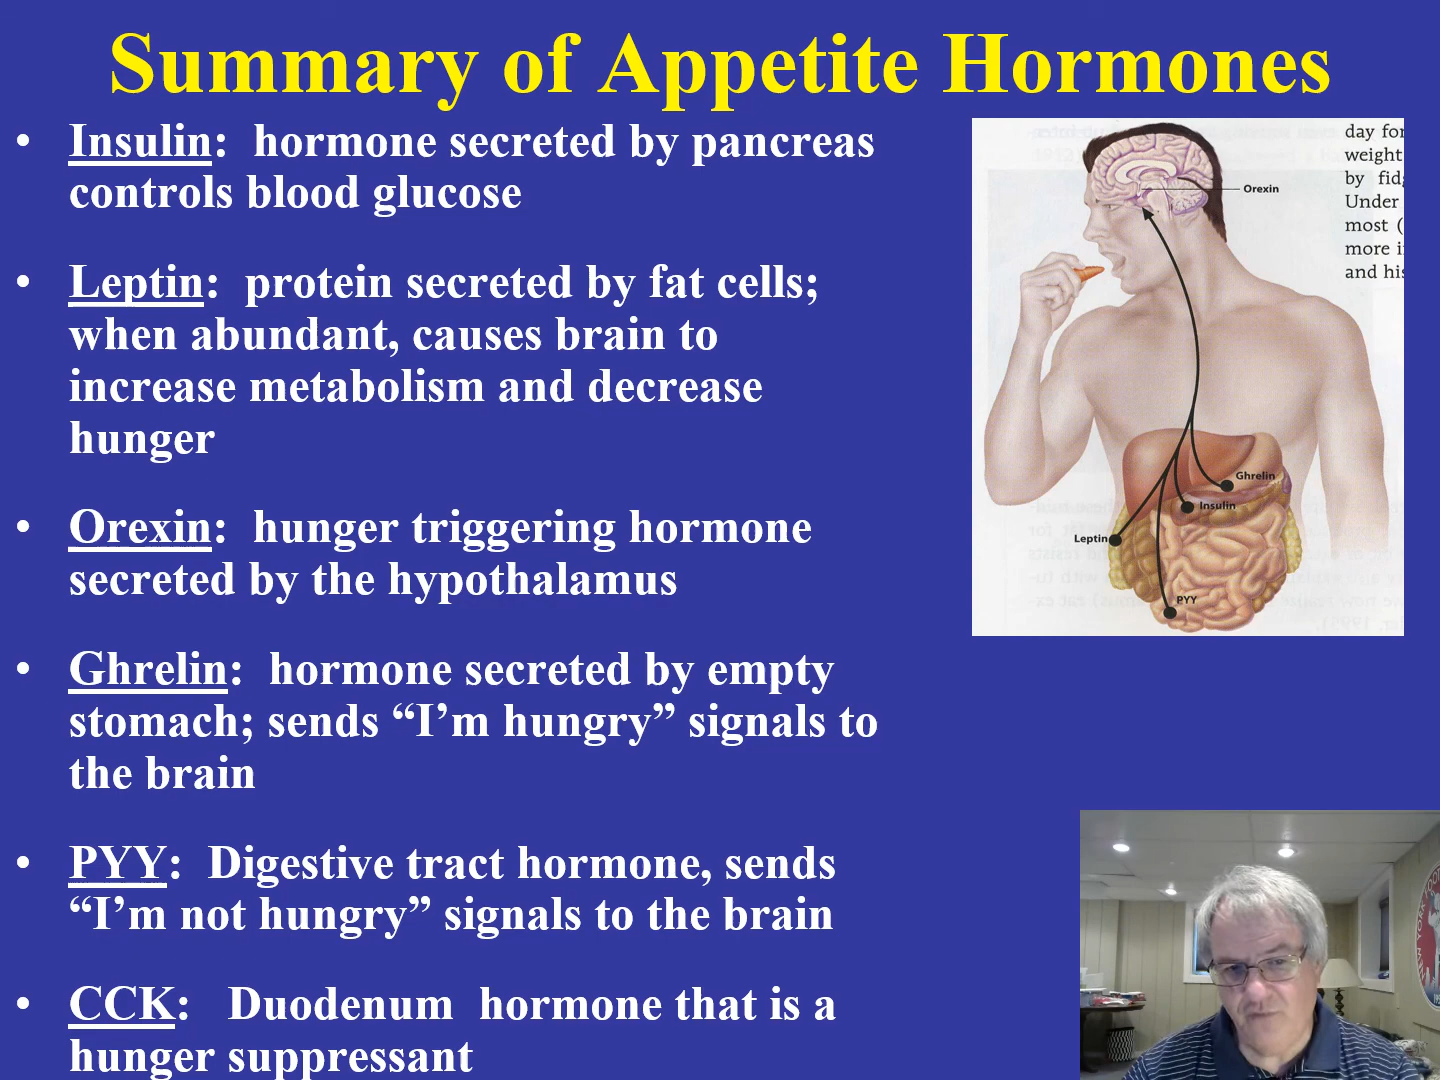 Summary of Appetite Hormones
• Insulin:  hormone secreted by pancreas
controls blood glucose
• Leptin:  protein secreted by fat cells;
when abundant, causes brain to
increase metabolism and decrease
hunger
• Orexin:  hunger triggering hormone
secreted by the hypothalamus
• Ghrelin:  hormone secreted by empty
stomach; sends “I’m hungry” signals to
the brain
• PYY:  Digestive tract hormone, sends
“I’m not hungry” signals to the brain
• CCK:   Duodenum  hormone that is a
hunger suppressant
day for
weight
by
Under
most (
more
and his
Orexin
Ghrelin
Insulin
Leptin
PYY
NEW YORK